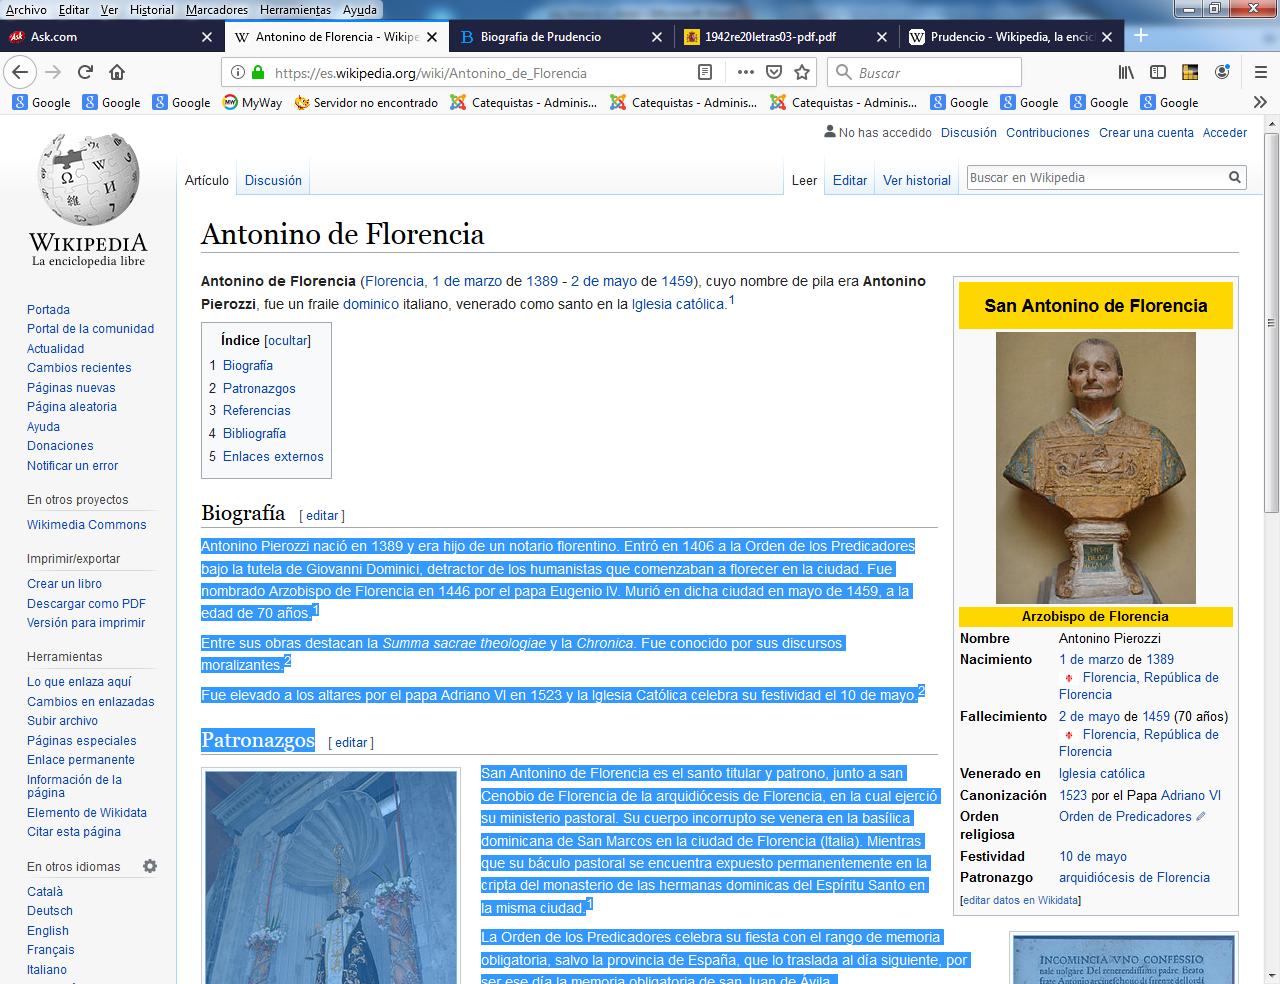 Archivo Editar Ver Historial Marcadores Herramientas Ayuda
Ask.com
Antonino de Florencia - Wikipe
Biografia de Prudencio
1942re20letras03-pdf.pdf
Prudencio - Wikipedia, la encic
https://es.wikipedia.org/wiki/Antonino_de_Florencia
Buscar
Google Google Google MyWay Servidor no encontrado Catequistas - Adminis... Catequistas - Adminis... Catequistas - Adminis... Google Google Google Google
No has accedido Discusión Contribuciones Crear una cuenta Acceder
Artículo Discusión Leer Editar Ver historial Buscar en Wikipedia
WIKIPEDIA
La enciclopedia libre
Portada
Portal de la comunidad
Actualidad
Cambios recientes
Páginas nuevas
Página aleatoria
Ayuda
Donaciones
Notificar un error
En otros proyectos
Wikimedia Commons
Imprimir/exportar
Crear un libro
Descargar como PDF
Versión para imprimir
Herramientas
Lo que enlaza aquí
Cambios en enlazadas
Subir archivo
Páginas especiales
Enlace permanente
Información de la
página
Elemento de Wikidata
Citar esta página
En otros idiomas
Català
Deutsch
English
Français
Italiano
Antonino de Florencia
Antonino de Florencia (Florencia, 1 de marzo de 1389 - 2 de mayo de 1459), cuyo nombre de pila era Antonino
Pierozzi, fue un fraile dominico italiano, venerado como santo en la Iglesia católica.1
Índice [ocultar]
1 Biografía
2 Patronazgos
3 Referencias
4 Bibliografía
5 Enlaces externos
Biografía [ editar ]
Antonino Pierozzi nació en 1389 y era hijo de un notario florentino. Entró en 1406 a la Orden de los Predicadores
bajo la tutela de Giovanni Dominici, detractor de los humanistas que comenzaban a florecer en la ciudad. Fue
nombrado Arzobispo de Florencia en 1446 por el papa Eugenio IV. Murió en dicha ciudad en mayo de 1459, a la
edad de 70 años.1
Entre sus obras destacan la Summa sacrae theologiae y la Chronica. Fue conocido por sus discursos
moralizantes.2
Fue elevado a los altares por el papa Adriano VI en 1523 y la Iglesia Católica celebra su festividad el 10 de mayo.2
Patronazgos [ editar ]
San Antonino de Florencia es el santo titular y patrono, junto a san
Cenobio de Florencia de la arquidiócesis de Florencia, en la cual ejerció
su ministerio pastoral. Su cuerpo incorrupto se venera en la basílica
dominicana de San Marcos en la ciudad de Florencia (Italia). Mientras
que su báculo pastoral se encuentra expuesto permanentemente en la
cripta del monasterio de las hermanas dominicas del Espíritu Santo en
la misma ciudad.1
La Orden de los Predicadores celebra su fiesta con el rango de memoria
obligatoria, salvo la provincia de España, que lo traslada al día siguiente, por
ser ese día la memoria obligatoria de san Juan de Ávila.
San Antonino de Florencia
Arzobispo de Florencia
Nombre Antonino Pierozzi
Nacimiento 1 de marzo de 1389
Florencia, República de
Florencia
Fallecimiento 2 de mayo de 1459 (70 años)
Florencia, República de
Florencia
Venerado en Iglesia católica
Canonización 1523 por el Papa Adriano VI
Orden religiosa Orden de Predicadores
Festividad 10 de mayo
Patronazgo arquidiócesis de Florencia
[editar datos en Wikidata]
INCOMINCIA VNO CONFESSIO
nale uolgare Del reuerendissimo padre Beato
frate Antonio